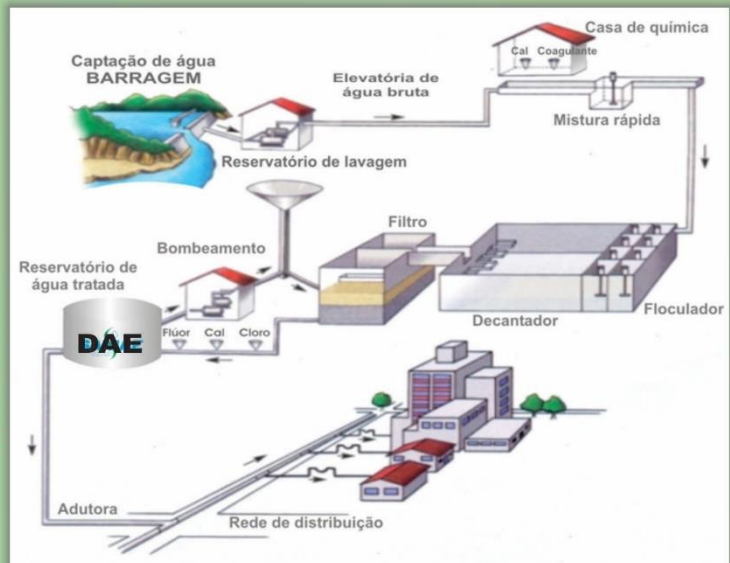 Casa de química
Cal Coagulante
Captação de água
BARRAGEM
Elevatória de
água bruta
Mistura rápida
Reservatório de lavagem
Filtro
Bombeamento
Reservatório de
água tratada
Flúor Cal Cloro
DAE
Decantador
Floculador
Adutora
Rede de distribuição